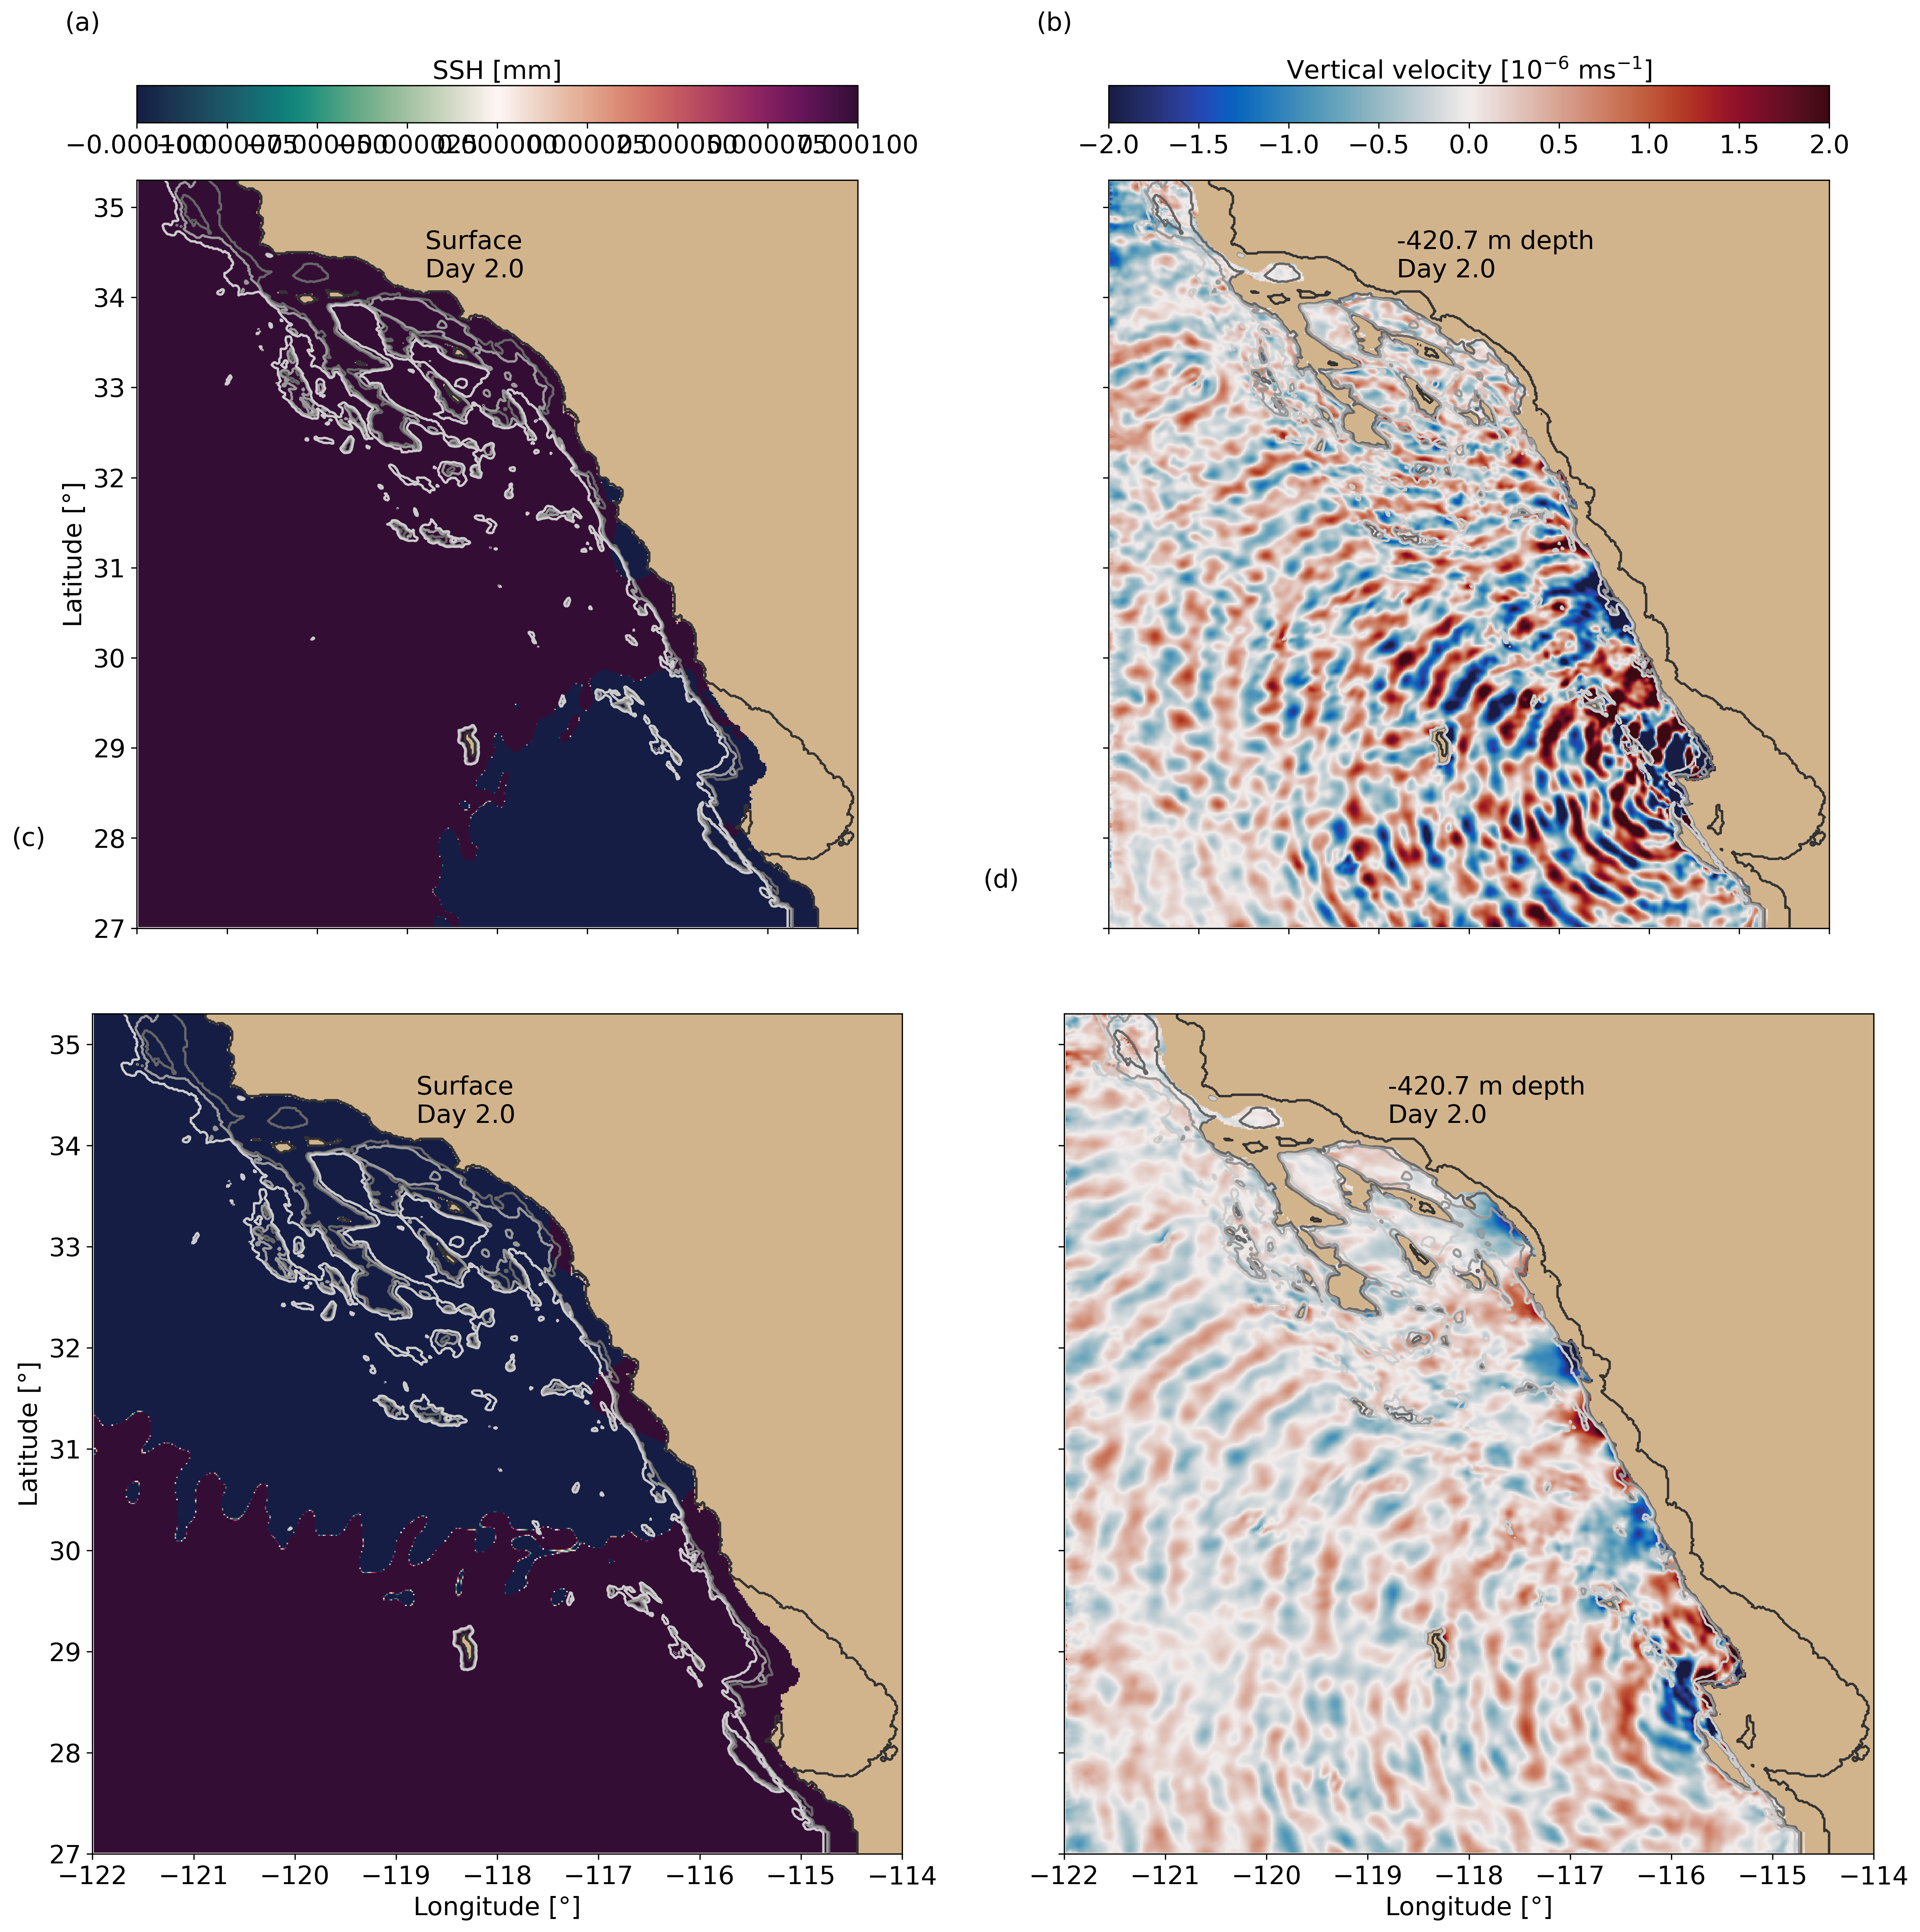 (a)
SSH [mm]
35
34
33
32
31
30
29
28
27
Latitude [°]
Surface
Day 2.0
(b)
Vertical velocity [10⁻⁶ ms⁻¹]
−2.0 −1.5 −1.0 −0.5 0.0 0.5 1.0 1.5 2.0
-420.7 m depth
Day 2.0
(c)
35
34
33
32
31
30
29
28
27
Latitude [°]
Surface
Day 2.0
−122 −121 −120 −119 −118 −117 −116 −115 −114
Longitude [°]
(d)
-420.7 m depth
Day 2.0
−122 −121 −120 −119 −118 −117 −116 −115 −114
Longitude [°]